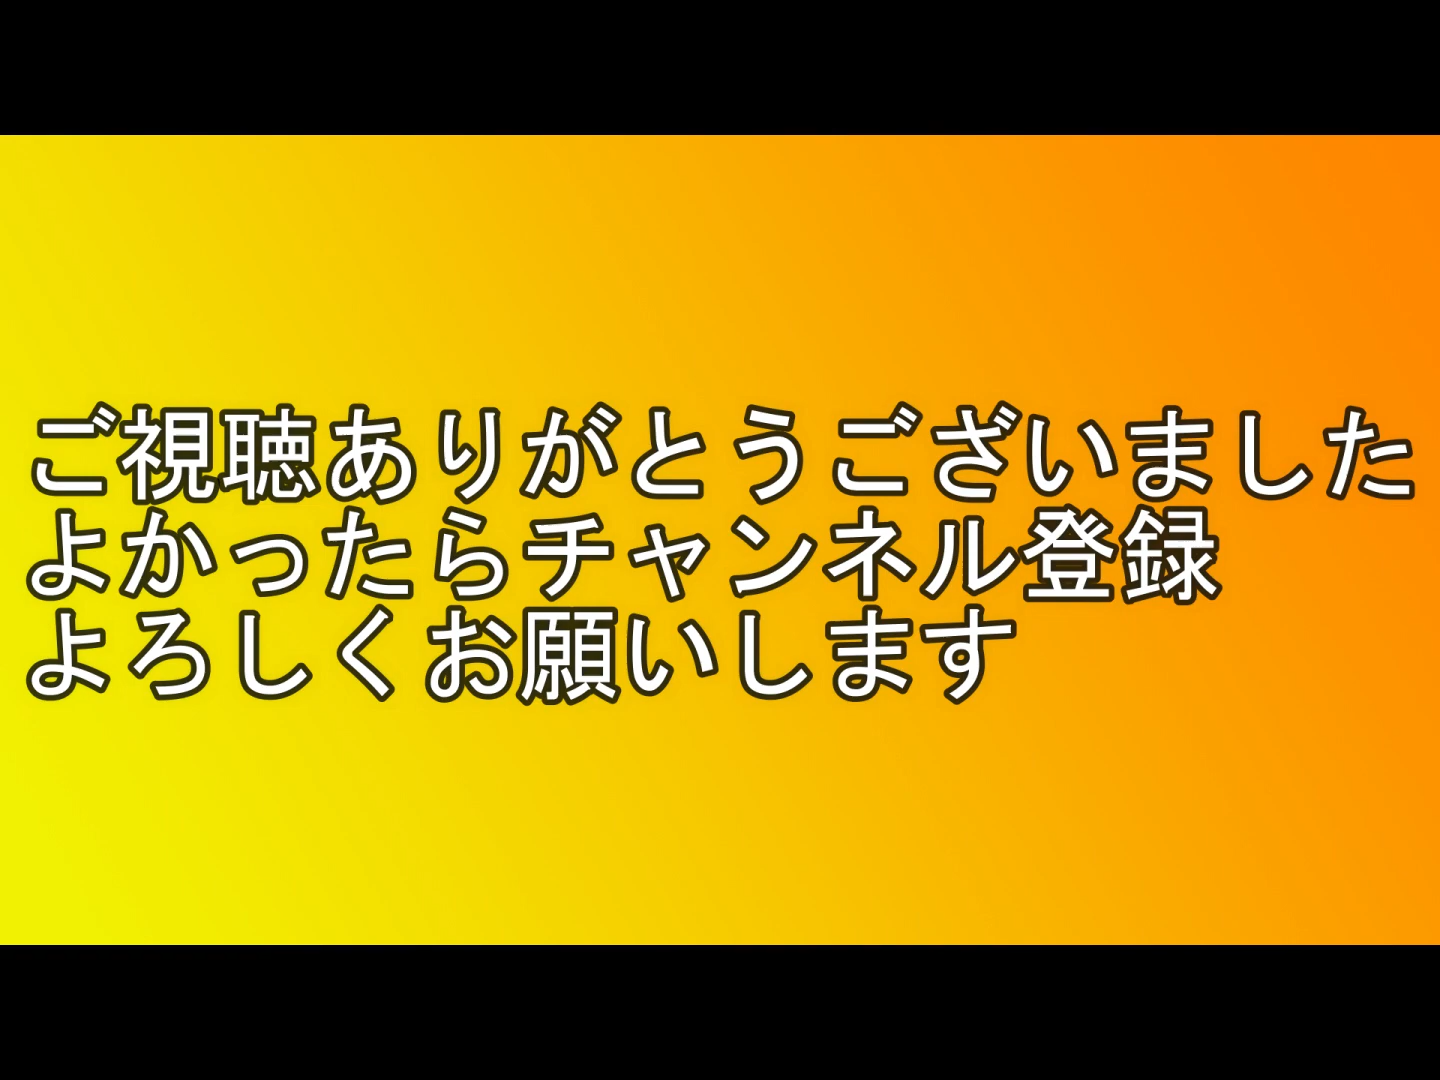 ご視聴ありがとうございました
よかったらチャンネル登録
よろしくお願いします